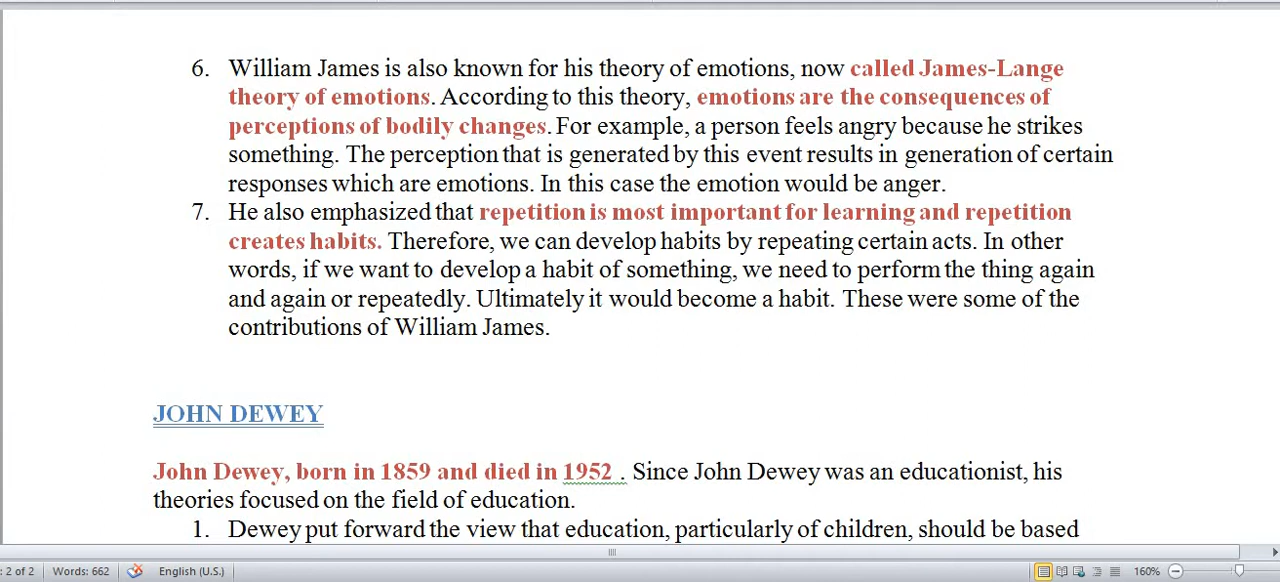 6. William James is also known for his theory of emotions, now called James-Lange
theory of emotions. According to this theory, emotions are the consequences of
perceptions of bodily changes. For example, a person feels angry because he strikes
something. The perception that is generated by this event results in generation of certain
responses which are emotions. In this case the emotion would be anger.
7. He also emphasized that repetition is most important for learning and repetition
creates habits. Therefore, we can develop habits by repeating certain acts. In other
words, if we want to develop a habit of something, we need to perform the thing again
and again or repeatedly. Ultimately it would become a habit. These were some of the
contributions of William James.
JOHN DEWEY
John Dewey, born in 1859 and died in 1952 . Since John Dewey was an educationist, his
theories focused on the field of education.
1. Dewey put forward the view that education, particularly of children, should be based
: 2 of 2 Words: 662 English (U.S.) 160%